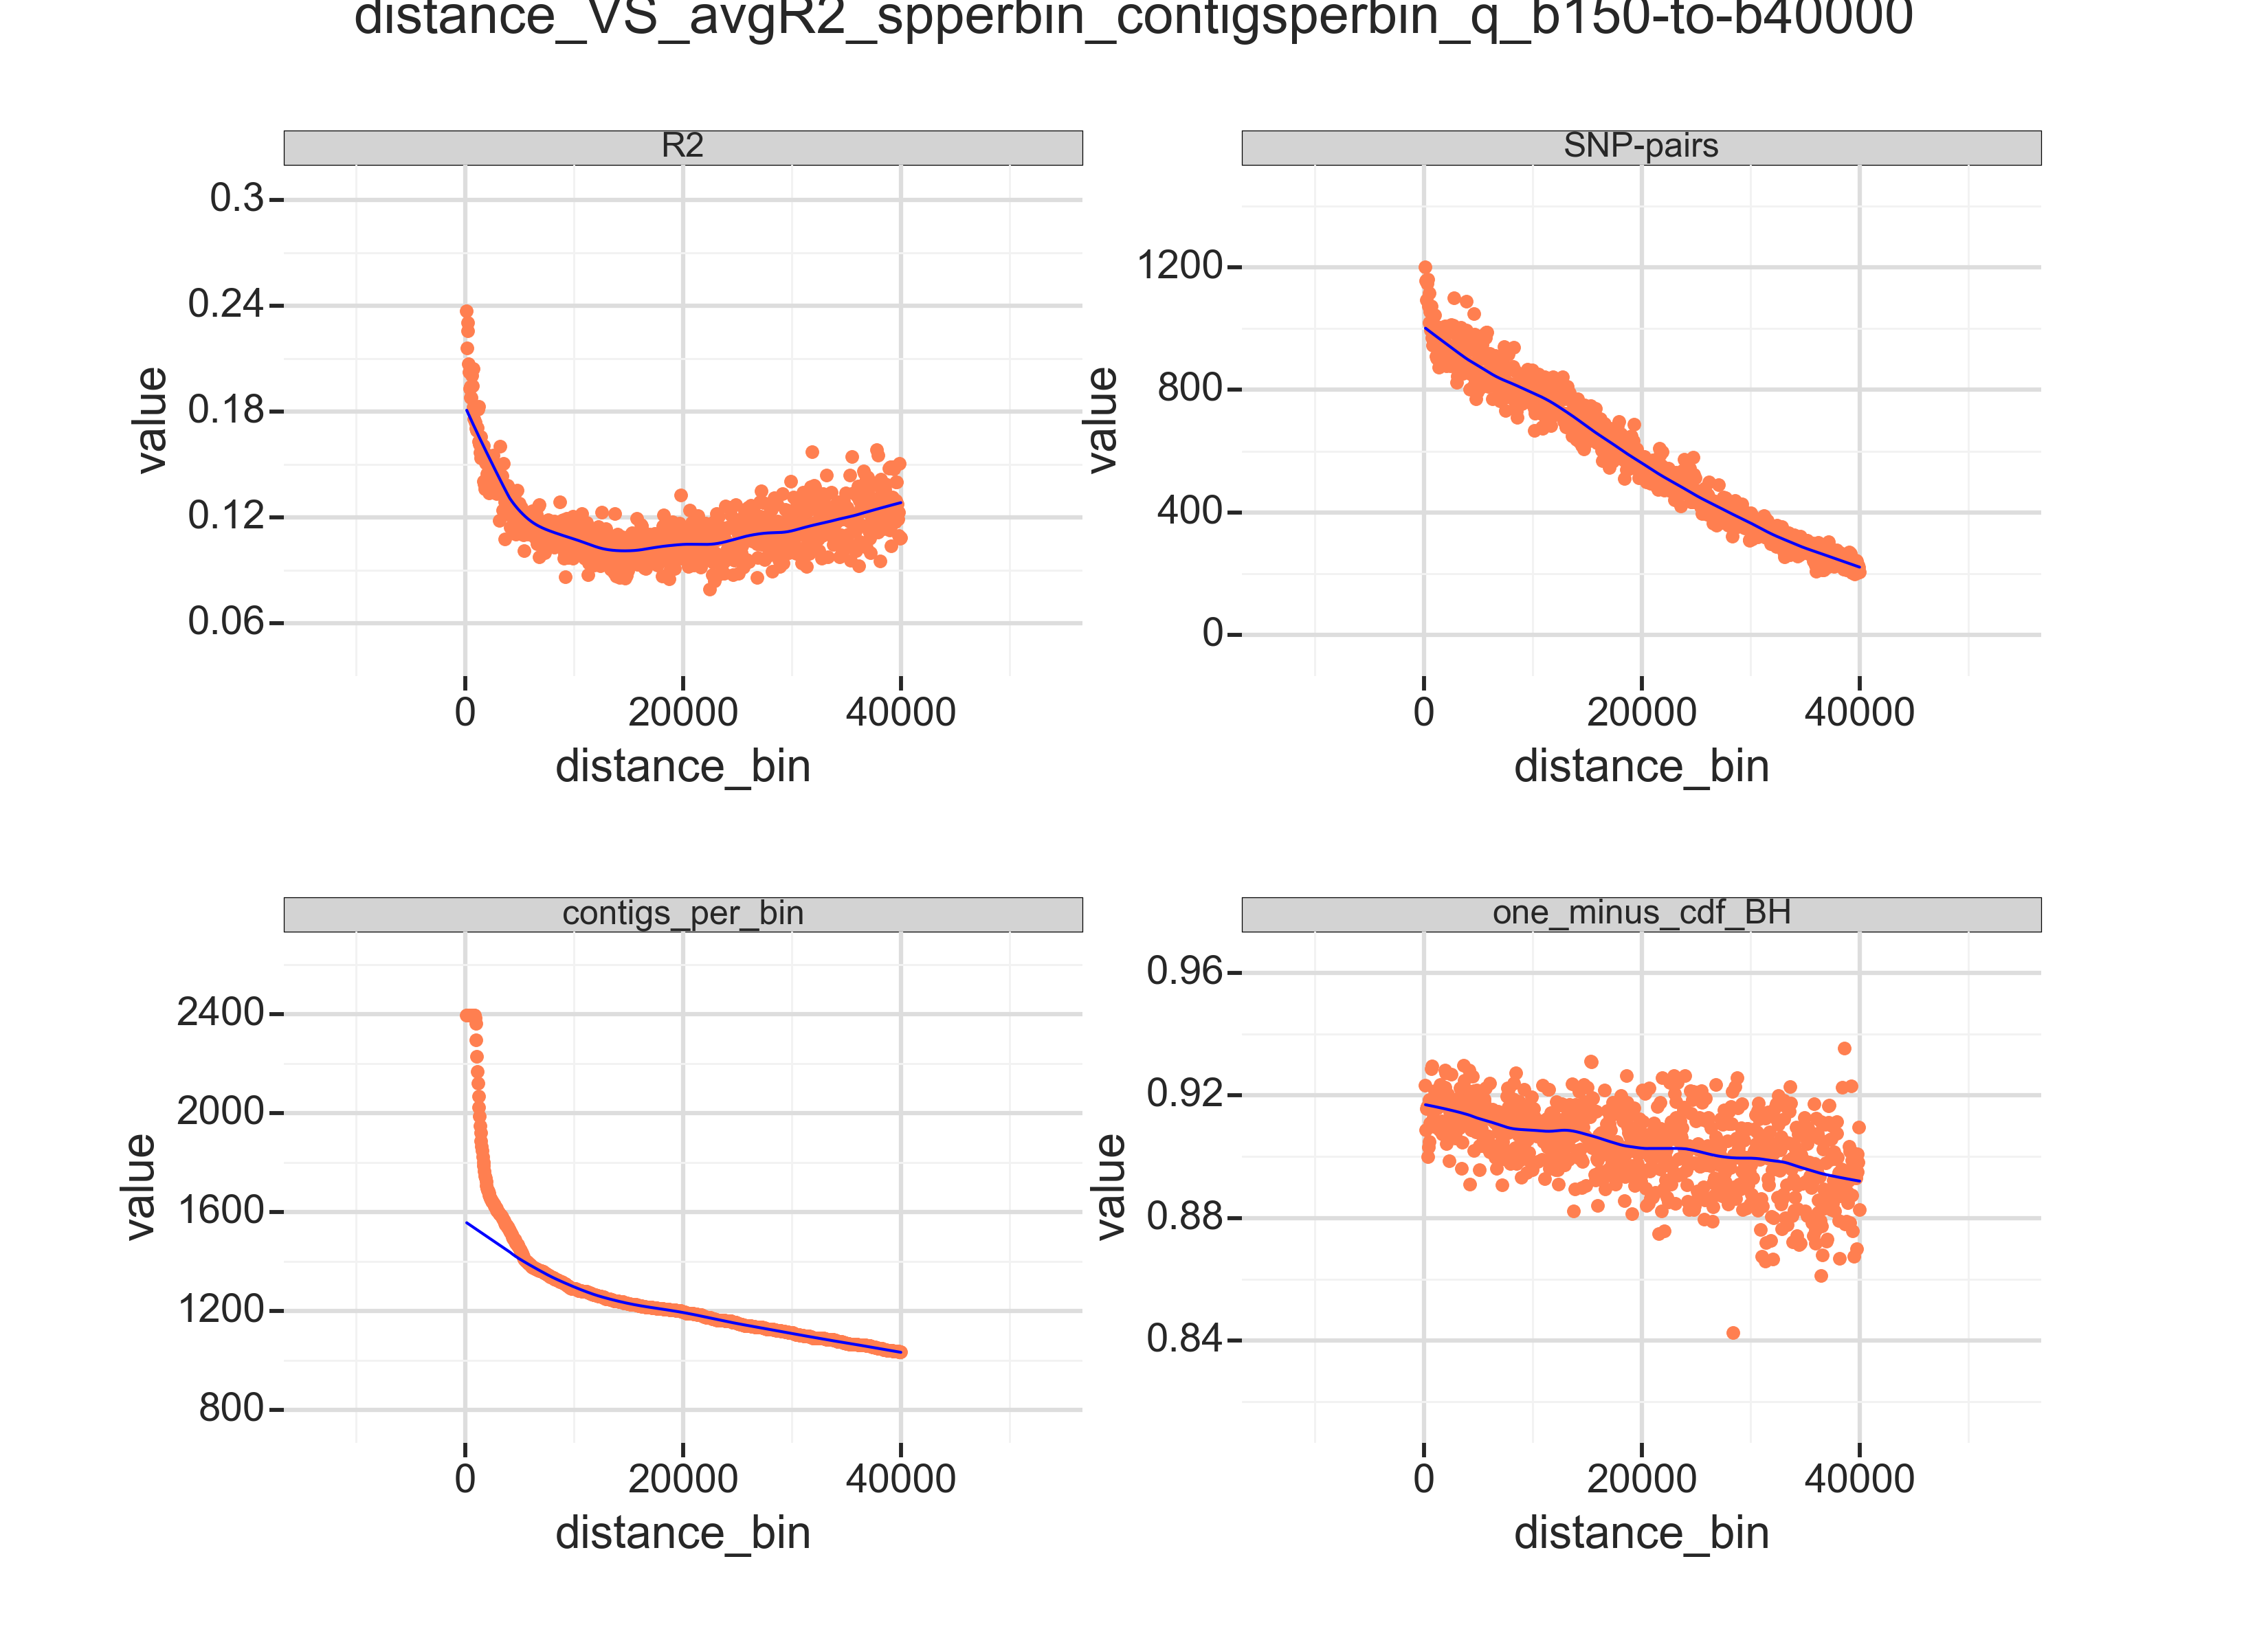 distance_VS_avgR2_spperbin_contigsperbin_q_b150-to-b40000
R2
0.3
0.24
0.18
0.12
0.06
value
0 20000 40000
distance_bin
SNP-pairs
1200
800
400
0
value
0 20000 40000
distance_bin
contigs_per_bin
2400
2000
1600
1200
800
value
0 20000 40000
distance_bin
one_minus_cdf_BH
0.96
0.92
0.88
0.84
value
0 20000 40000
distance_bin